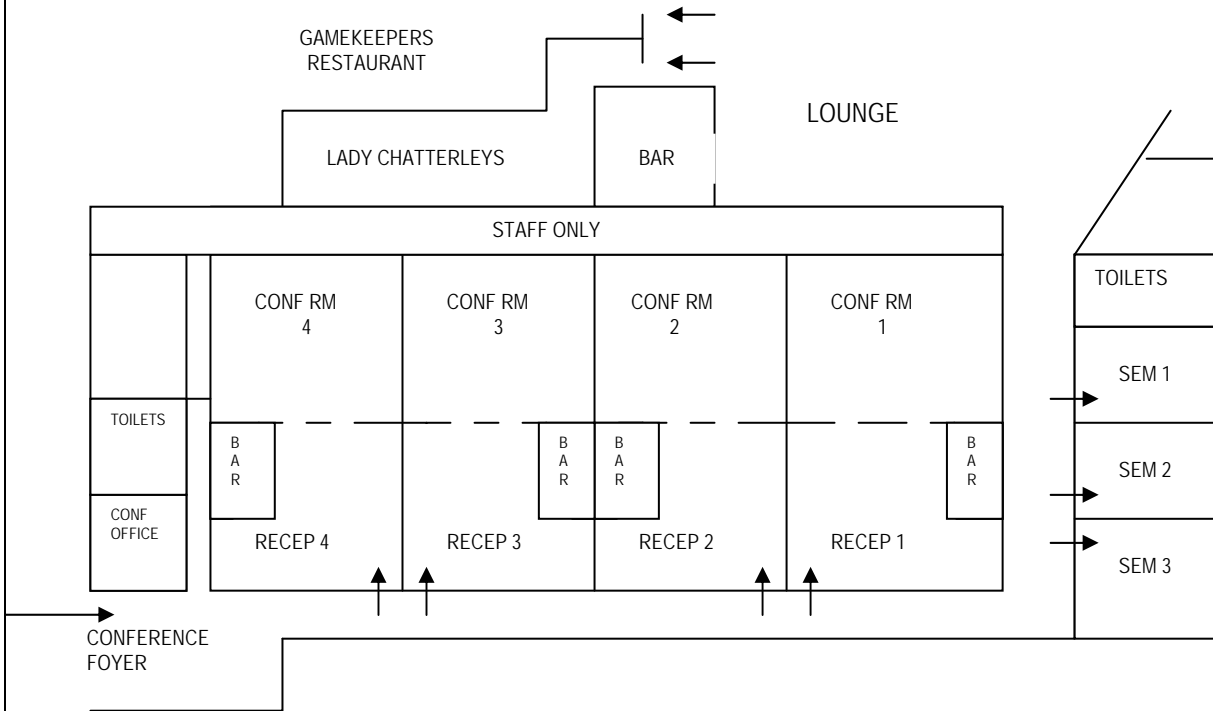 GAMEKEEPERS
RESTAURANT
LOUNGE
LADY CHATTERLEYS
BAR
STAFF ONLY
TOILETS
CONF RM
4
CONF RM
3
CONF RM
2
CONF RM
1
SEM 1
TOILETS
B
A
R
B
A
R
B
A
R
B
A
R
SEM 2
CONF
OFFICE
RECEP 4
RECEP 3
RECEP 2
RECEP 1
SEM 3
CONFERENCE
FOYER